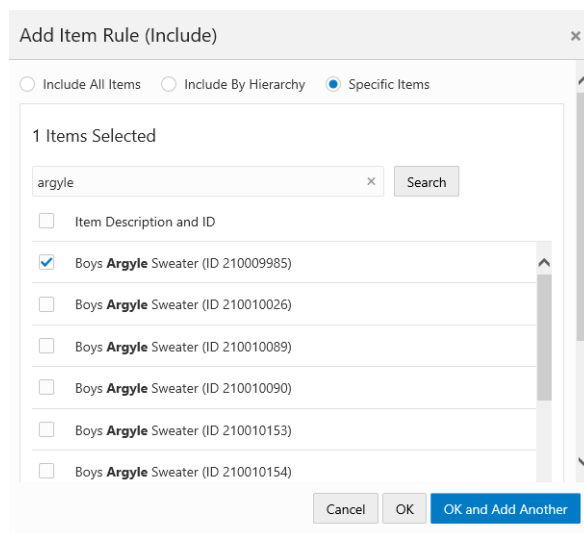 Add Item Rule (Include)
Include All Items Include By Hierarchy Specific Items
1 Items Selected
argyle Search
Item Description and ID
Boys Argyle Sweater (ID 210009985)
Boys Argyle Sweater (ID 210010026)
Boys Argyle Sweater (ID 210010089)
Boys Argyle Sweater (ID 210010090)
Boys Argyle Sweater (ID 210010153)
Boys Argyle Sweater (ID 210010154)
Cancel OK OK and Add Another